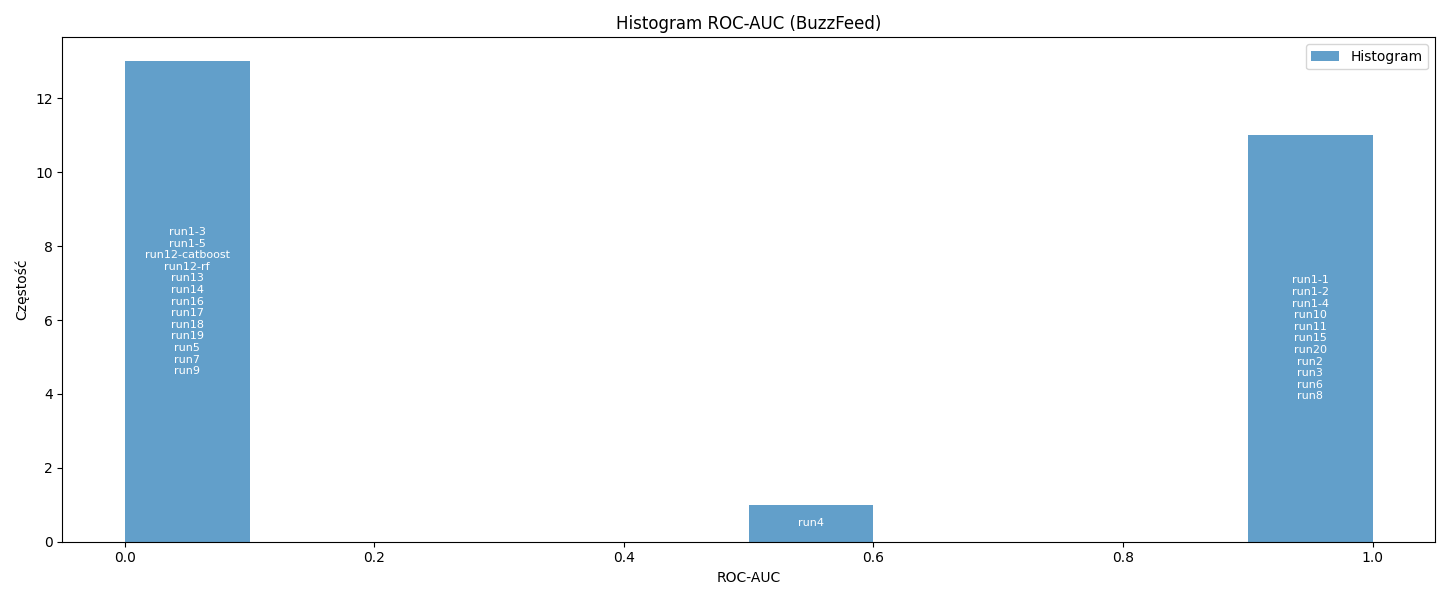 Histogram ROC-AUC (BuzzFeed)
Histogram
Częstość
12
10
8
6
4
2
0
run1-3
run1-5
run12-catboost
run12-rf
run13
run14
run16
run17
run18
run19
run5
run7
run9
run4
run1-1
run1-2
run1-4
run10
run11
run15
run20
run2
run3
run6
run8
0.0 0.2 0.4 0.6 0.8 1.0
ROC-AUC